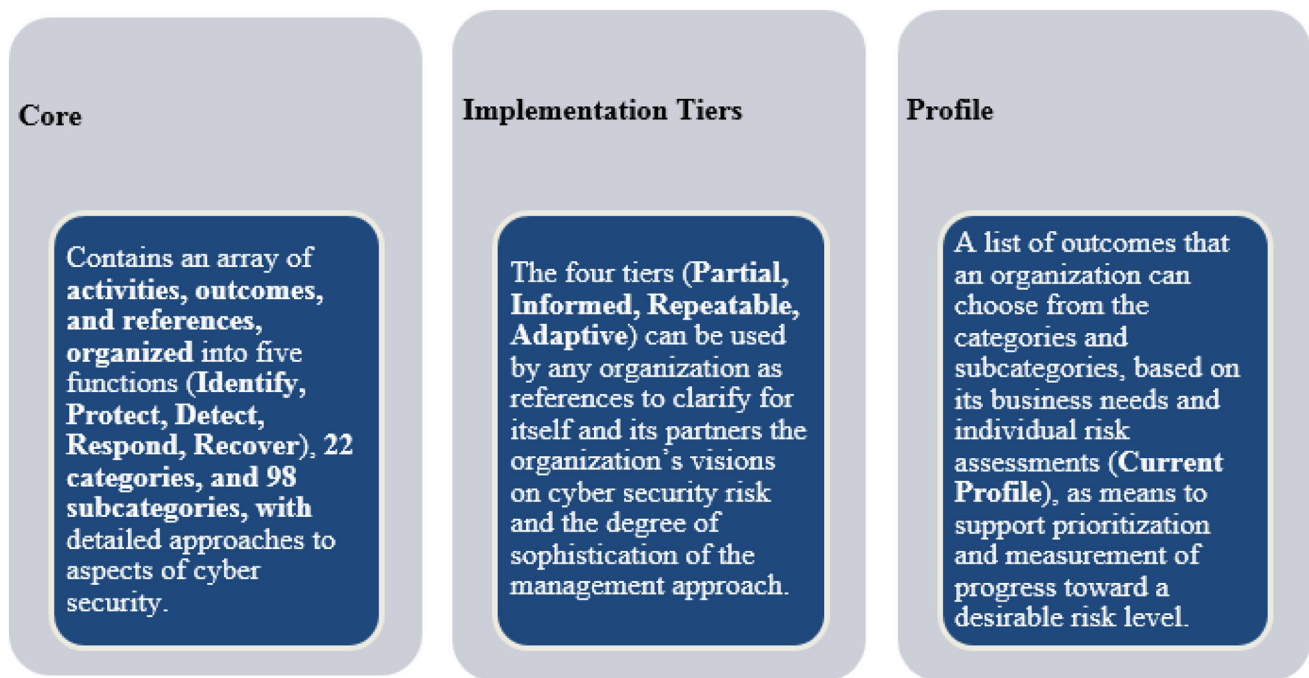 Core
Contains an array of
activities, outcomes,
and references,
organized into five
functions (Identify,
Protect, Detect,
Respond, Recover), 22
categories, and 98
subcategories, with
detailed approaches to
aspects of cyber
security.
Implementation Tiers
The four tiers (Partial,
Informed, Repeatable,
Adaptive) can be used
by any organization as
references to clarify for
itself and its partners the
organization’s visions
on cyber security risk
and the degree of
sophistication of the
management approach.
Profile
A list of outcomes that
an organization can
choose from the
categories and
subcategories, based on
its business needs and
individual risk
assessments (Current
Profile), as means to
support prioritization
and measurement of
progress toward a
desirable risk level.